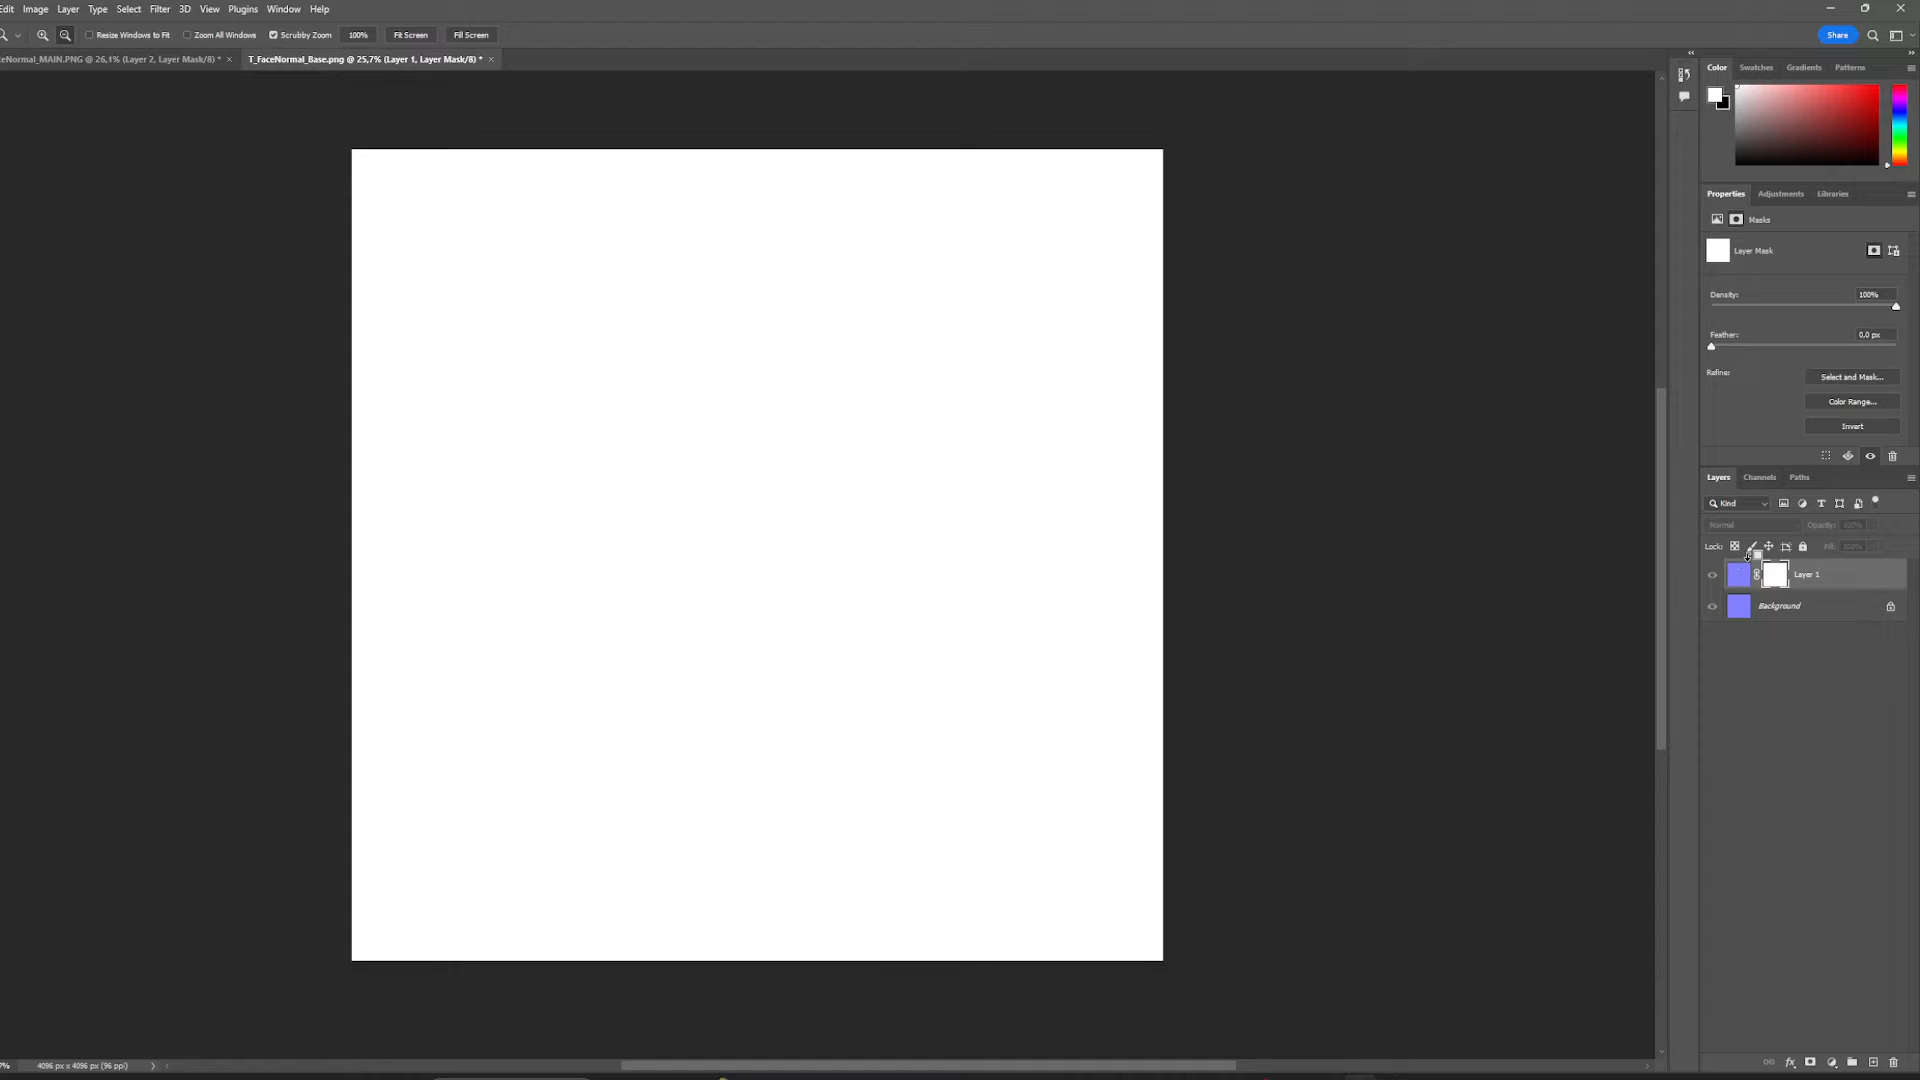 Edit Image Layer Type Select Filter 3D View Plugins Window Help
Resize Windows to Fit Zoom All Windows Scrubby Zoom 100% Fit Screen Fill Screen Share
eNormal_MAIN.PNG @ 26,1% (Layer 2, Layer Mask/8) * × T_FaceNormal_Base.png @ 25,7% (Layer 1, Layer Mask/8) * ×
Color Swatches Gradients Patterns
Properties Adjustments Libraries
Masks
Layer Mask
Density: 100%
Feather: 0.0 px
Refine: Select and Mask...
Color Range...
Invert
Layers Channels Paths
Kind
Normal Opacity: 100%
Lock: Fill: 100%
Layer 1
Background
7% 4096 px x 4096 px (96 ppi)